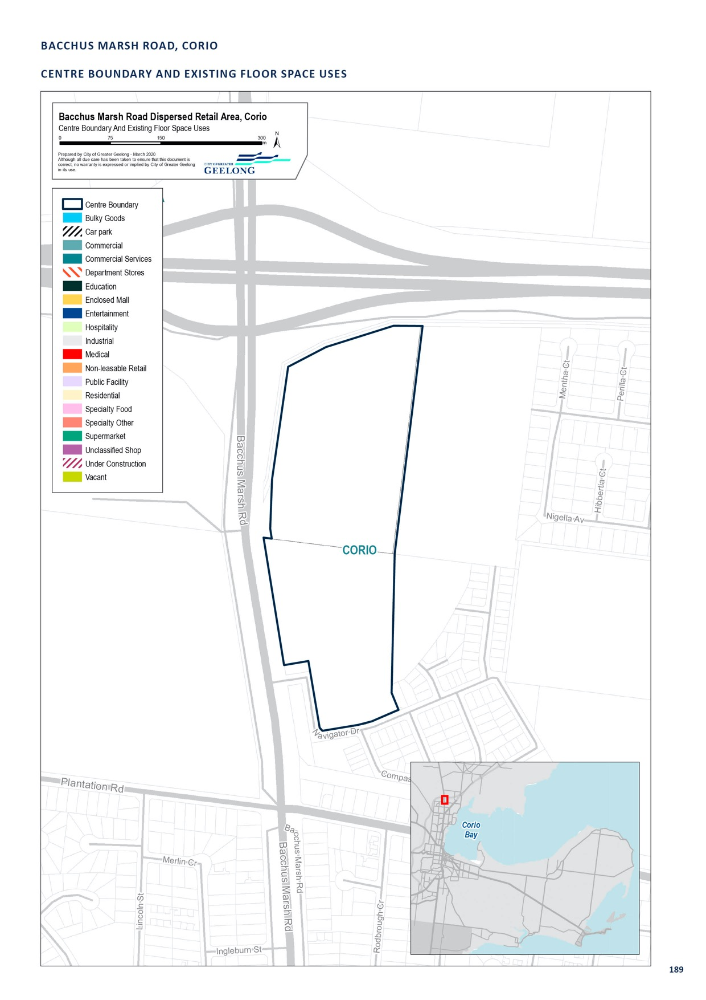 BACCHUS MARSH ROAD, CORIO
CENTRE BOUNDARY AND EXISTING FLOOR SPACE USES
Bacchus Marsh Road Dispersed Retail Area, Corio
Centre Boundary And Existing Floor Space Uses
0 75 150 300
m
N
Prepared by City of Greater Geelong - March 2020
Although all due care has been taken to ensure that this document is
correct, no warranty is expressed or implied by City of Greater Geelong
in its use.
CITY OF GREATER
GEELONG
Centre Boundary
Bulky Goods
Car park
Commercial
Commercial Services
Department Stores
Education
Enclosed Mall
Entertainment
Hospitality
Industrial
Medical
Non-leasable Retail
Public Facility
Residential
Specialty Food
Specialty Other
Supermarket
Unclassified Shop
Under Construction
Vacant
Mentha Ct
Perilla Ct
Bacchus Marsh Rd
Hibbertia Ct
Nigella Av
CORIO
Navigator Dr
Compas
Plantation Rd
Bacchus Marsh Rd
Bacchus Marsh Rd
Merlin Cr
Lincoln St
Rodbrough Cr
Ingleburn St
Corio
Bay
189